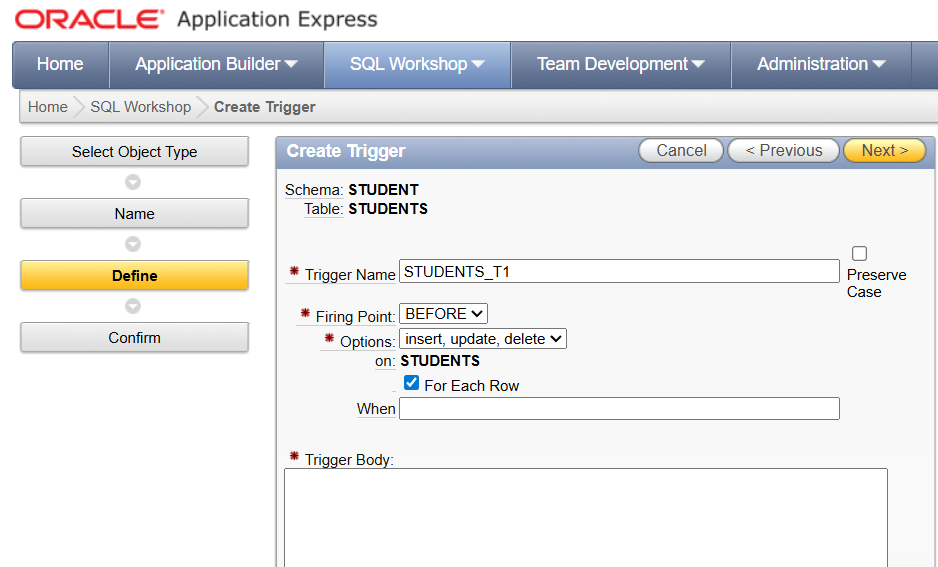 ORACLE® Application Express
Home Application Builder SQL Workshop Team Development Administration
Home SQL Workshop Create Trigger
Select Object Type
Name
Define
Confirm
Create Trigger Cancel < Previous Next >
Schema: STUDENT
Table: STUDENTS
* Trigger Name STUDENTS_T1
Preserve
Case
* Firing Point: BEFORE
* Options: insert, update, delete
on: STUDENTS
For Each Row
When
* Trigger Body: